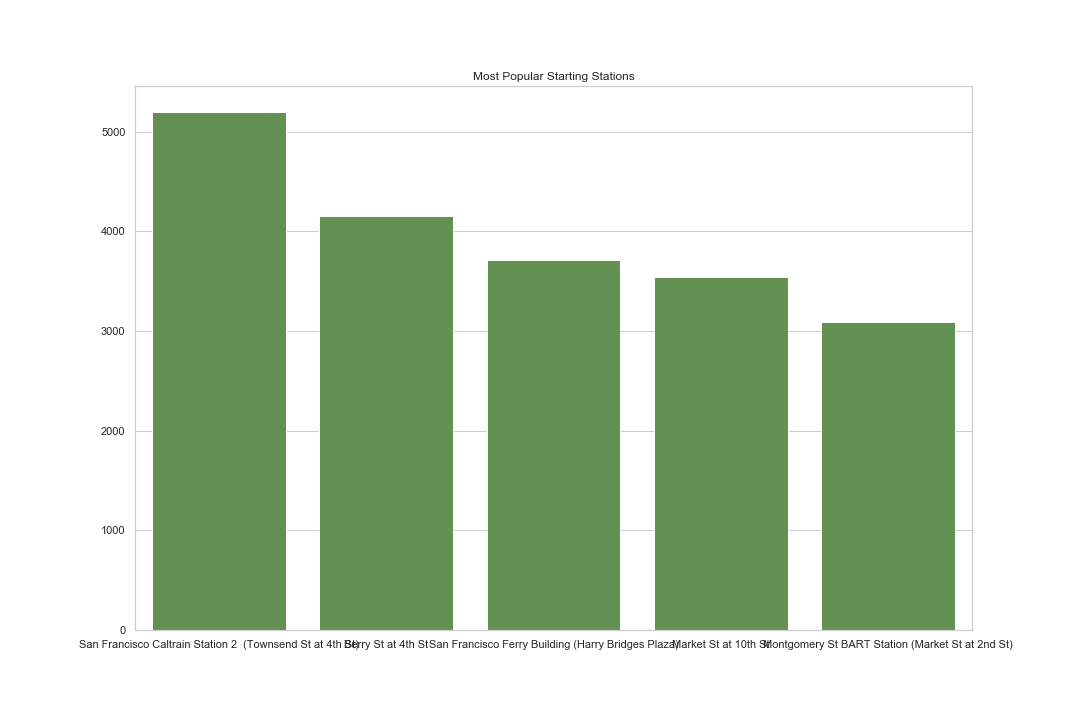 Most Popular Starting Stations
5000
4000
3000
2000
1000
0
San Francisco Caltrain Station 2  (Townsend St at 4th St)
Berry St at 4th St
San Francisco Ferry Building (Harry Bridges Plaza)
Market St at 10th St
Montgomery St BART Station (Market St at 2nd St)